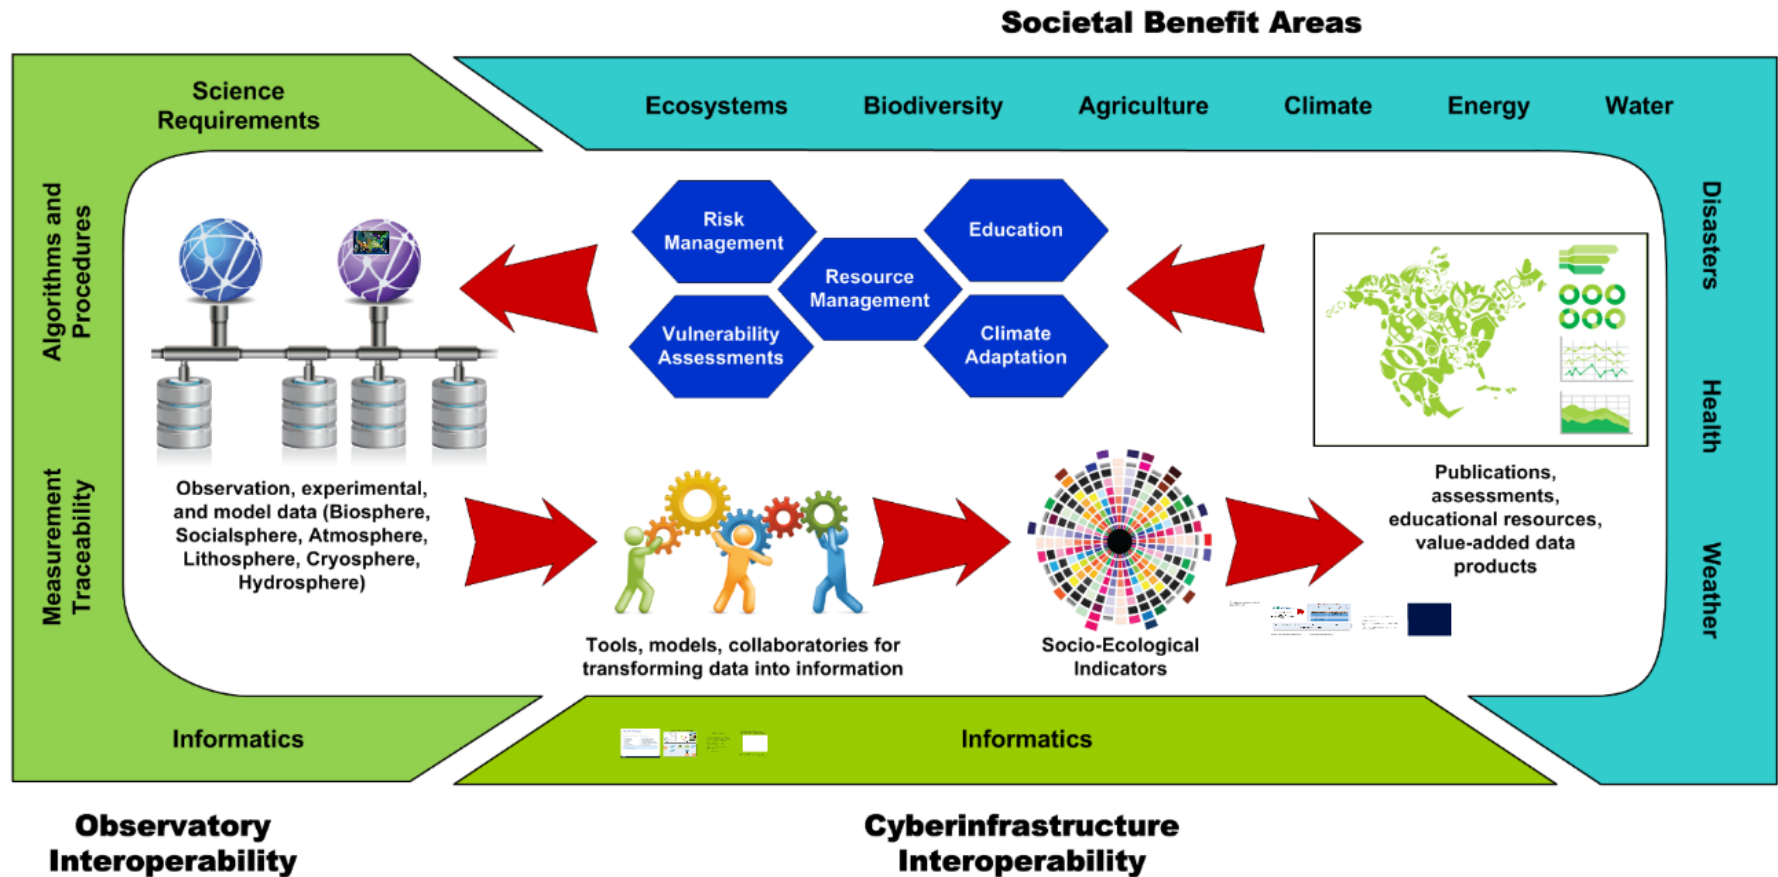 Societal Benefit Areas
Science
Requirements
Ecosystems
Biodiversity
Agriculture
Climate
Energy
Water
Algorithms and
Procedures
Measurement
Traceability
Risk
Management
Education
Resource
Management
Vulnerability
Assessments
Climate
Adaptation
Disasters
Health
Weather
Observation, experimental,
and model data (Biosphere,
Socialsphere, Atmosphere,
Lithosphere, Cryosphere,
Hydrosphere)
Tools, models, collaboratories for
transforming data into information
Socio-Ecological
Indicators
Publications,
assessments,
educational resources,
value-added data
products
Informatics
Informatics
Observatory
Interoperability
Cyberinfrastructure
Interoperability